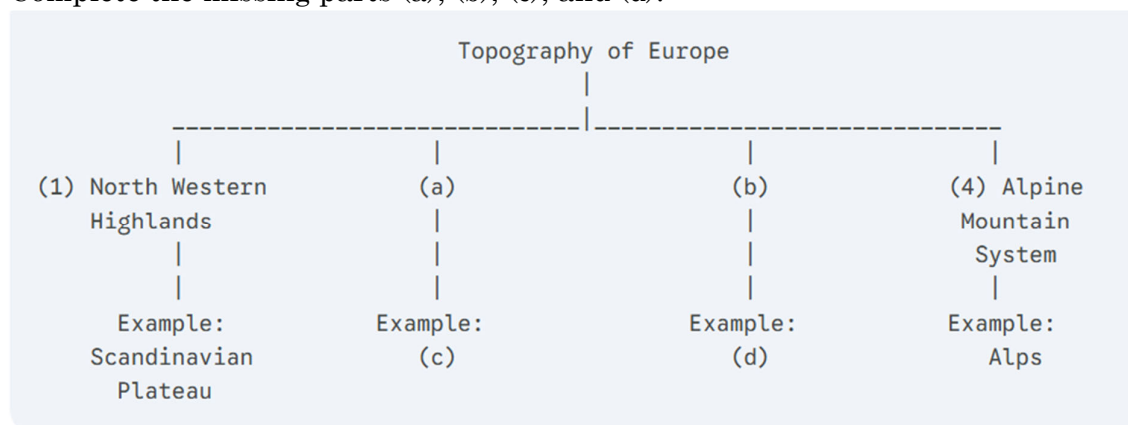 Complete the missing parts (a), (b), (c), and (d).
Topography of Europe
(1) North Western (a) (b) (4) Alpine
Highlands Mountain
System
Example: Example: Example: Example:
Scandinavian (c) (d) Alps
Plateau